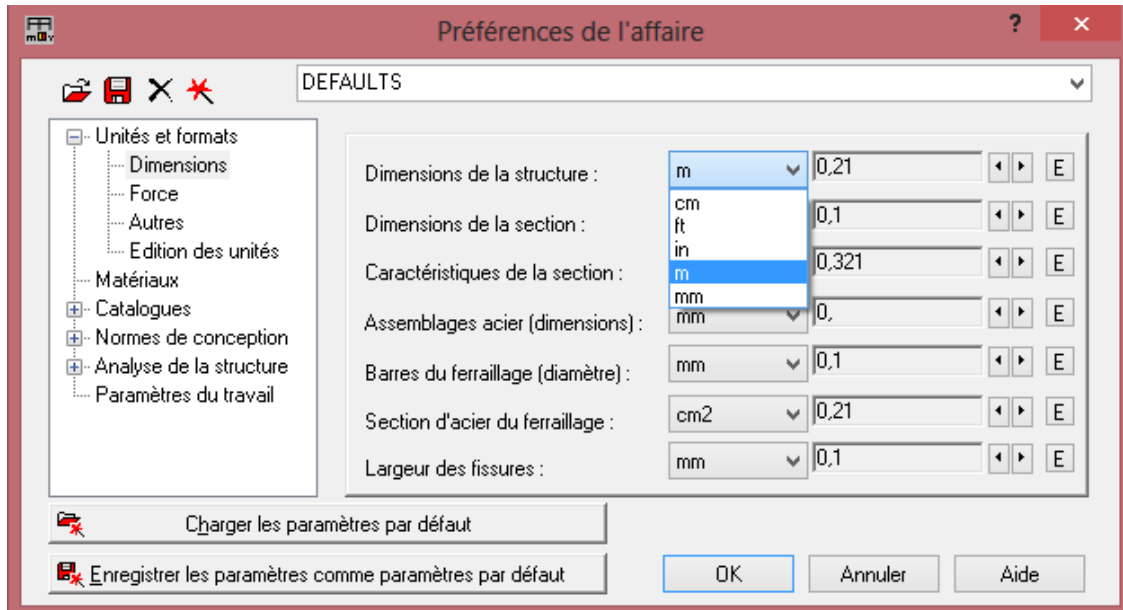 Préférences de l'affaire
?
DEFAULTS
Unités et formats
Dimensions
Force
Autres
Edition des unités
Matériaux
Catalogues
Normes de conception
Analyse de la structure
Paramètres du travail
Dimensions de la structure : m 0,21 E
cm
ft
in
m
mm
Dimensions de la section : 0,1 E
Caractéristiques de la section : 0,321 E
Assemblages acier (dimensions) : mm 0, E
Barres du ferraillage (diamètre) : mm 0,1 E
Section d'acier du ferraillage : cm2 0,21 E
Largeur des fissures : mm 0,1 E
Charger les paramètres par défaut
Enregistrer les paramètres comme paramètres par défaut
OK Annuler Aide